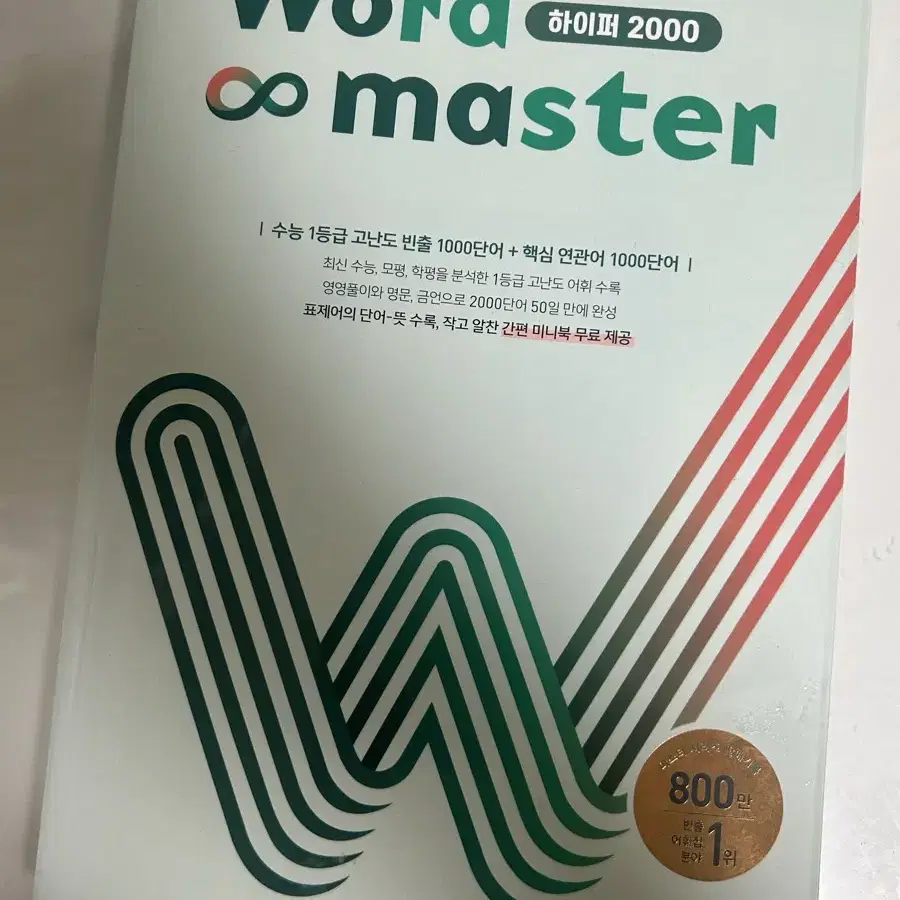 word 하이퍼 2000
master
| 수능 1등급 고난도 빈출 1000단어 + 핵심 연관어 1000단어 |
최신 수능, 모평, 학평을 분석한 1등급 고난도 어휘 수록
영영풀이와 명문, 금언으로 2000단어 50일 만에 완성
표제어의 단어-뜻 수록, 작고 알찬 간편 미니북 무료 제공
800만
빈출
어휘집
분야
1위